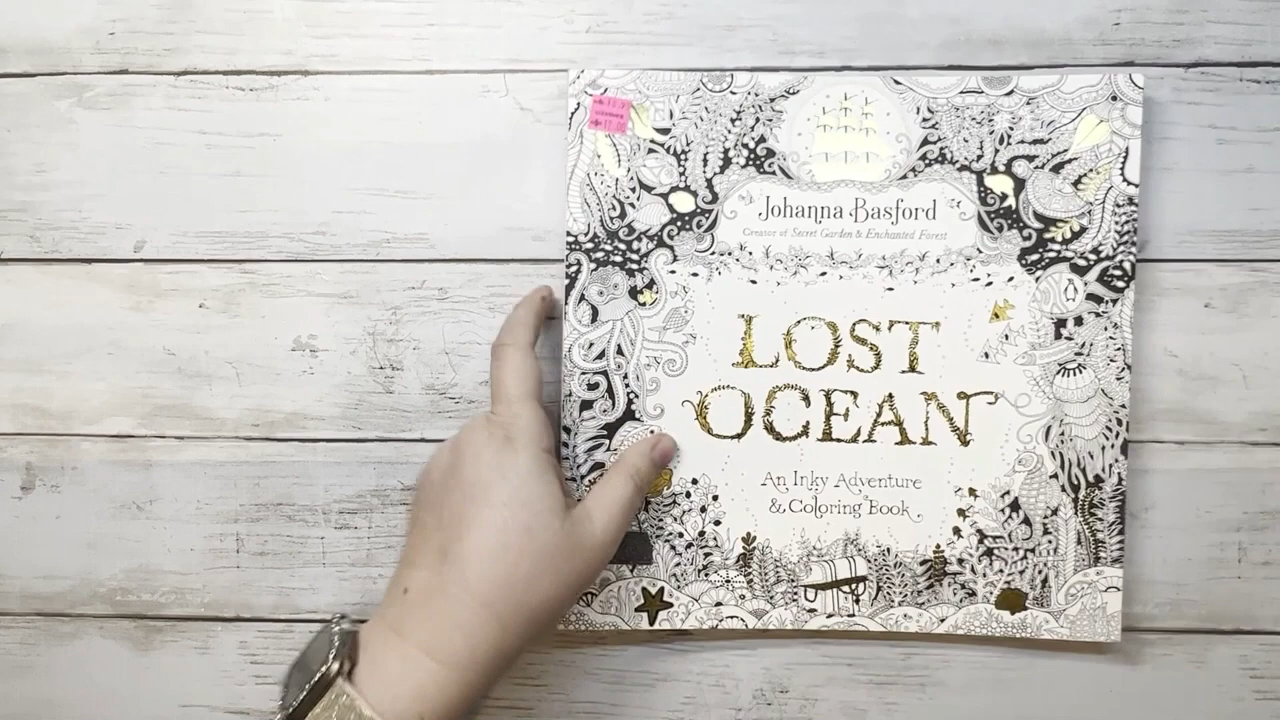 Johanna Basford
Creator of Secret Garden & Enchanted Forest
LOST
OCEAN
An Inky Adventure
& Coloring Book